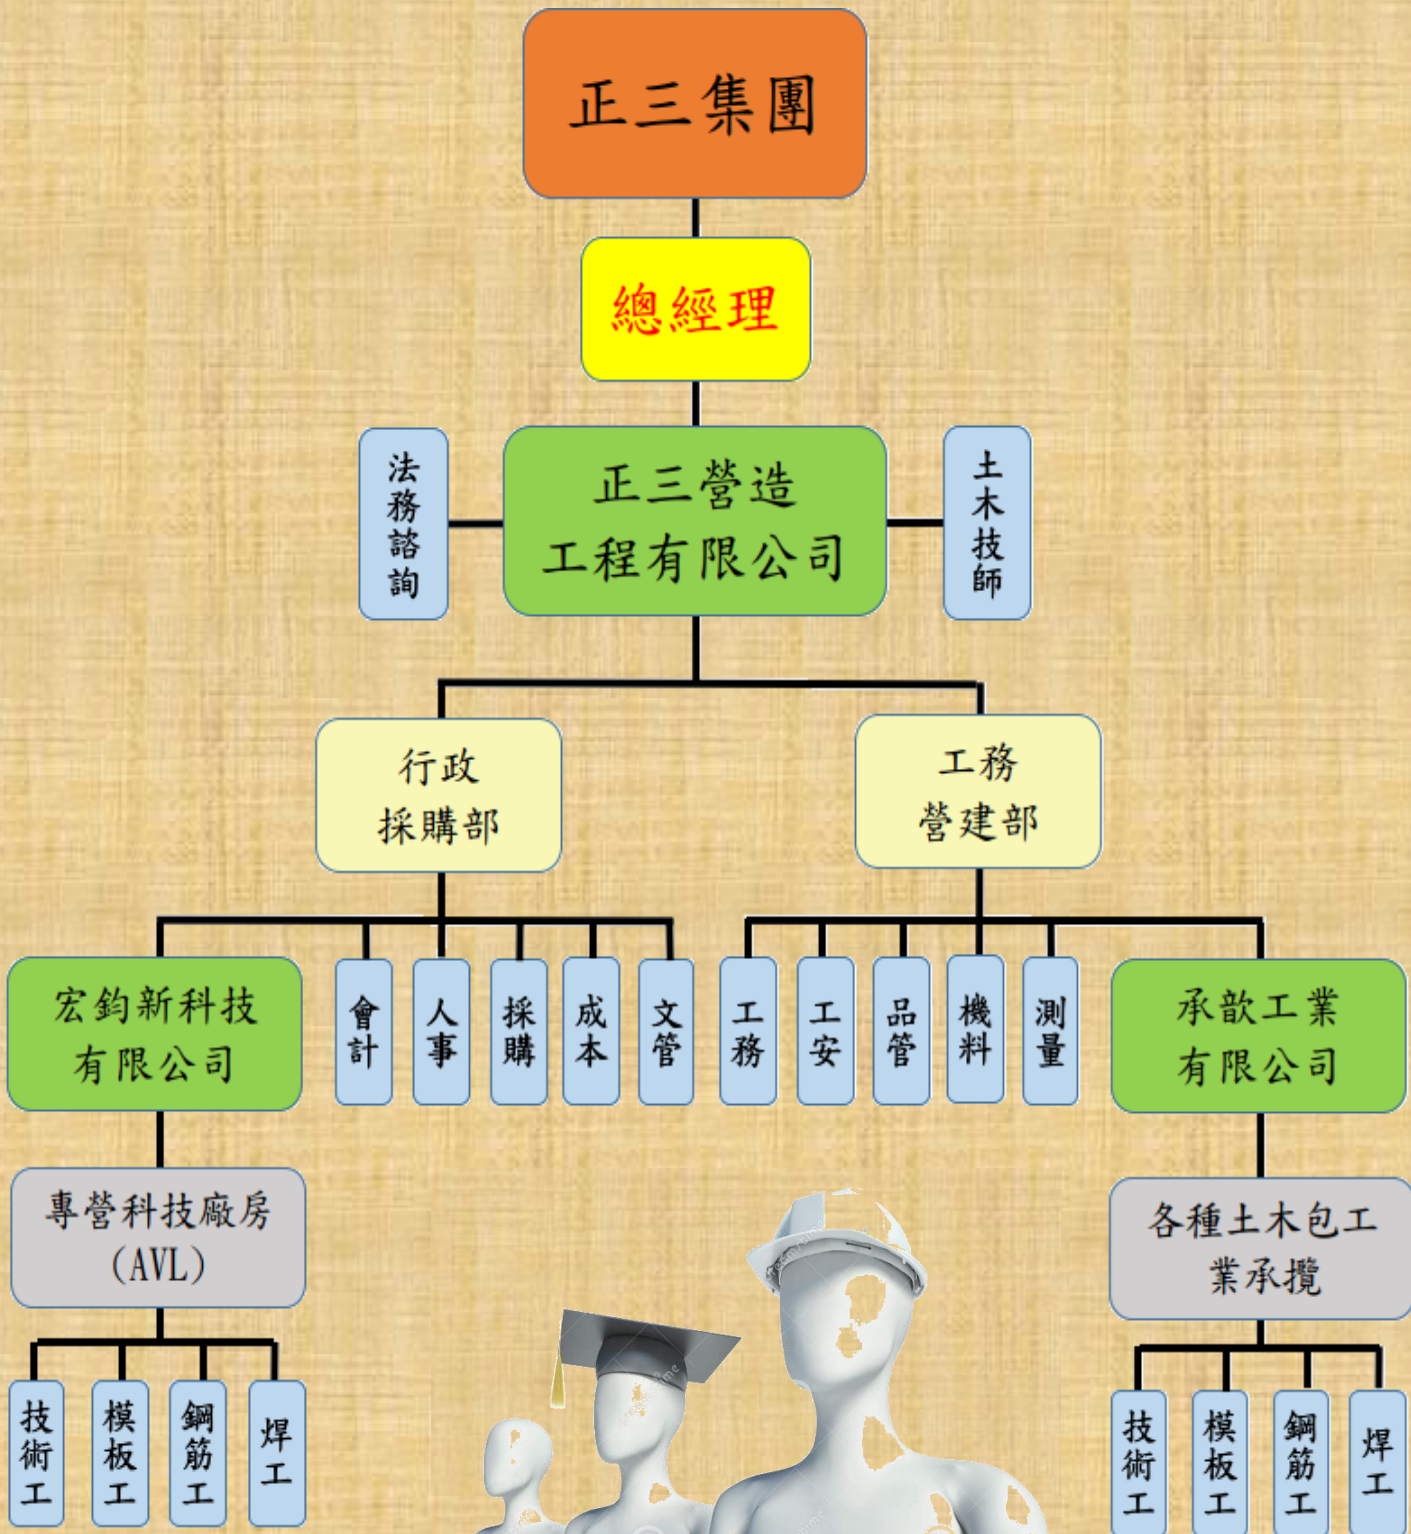 正三集團
總經理
法務諮詢
正三營造
工程有限公司
土木技師
行政
採購部
工務
營建部
宏鈞新科技
有限公司
會計
人事
採購
成本
文管
工務
工安
品管
機料
測量
承歆工業
有限公司
專營科技廠房
(AVL)
各種土木包工
業承攬
技術工
模板工
鋼筋工
焊工
技術工
模板工
鋼筋工
焊工